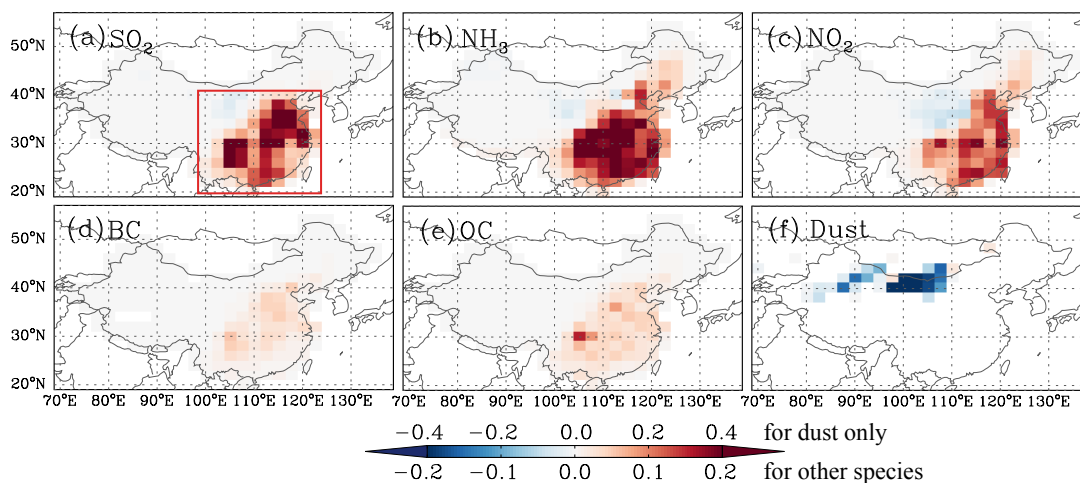 (a) SO₂ (b) NH₃ (c) NO₂
50°N
40°N
30°N
20°N
(d) BC (e) OC (f) Dust
50°N
40°N
30°N
20°N
70°E 80°E 90°E 100°E 110°E 120°E 130°E 70°E 80°E 90°E 100°E 110°E 120°E 130°E 70°E 80°E 90°E 100°E 110°E 120°E 130°E
−0.4 −0.2 0.0 0.2 0.4 for dust only
−0.2 −0.1 0.0 0.1 0.2 for other species